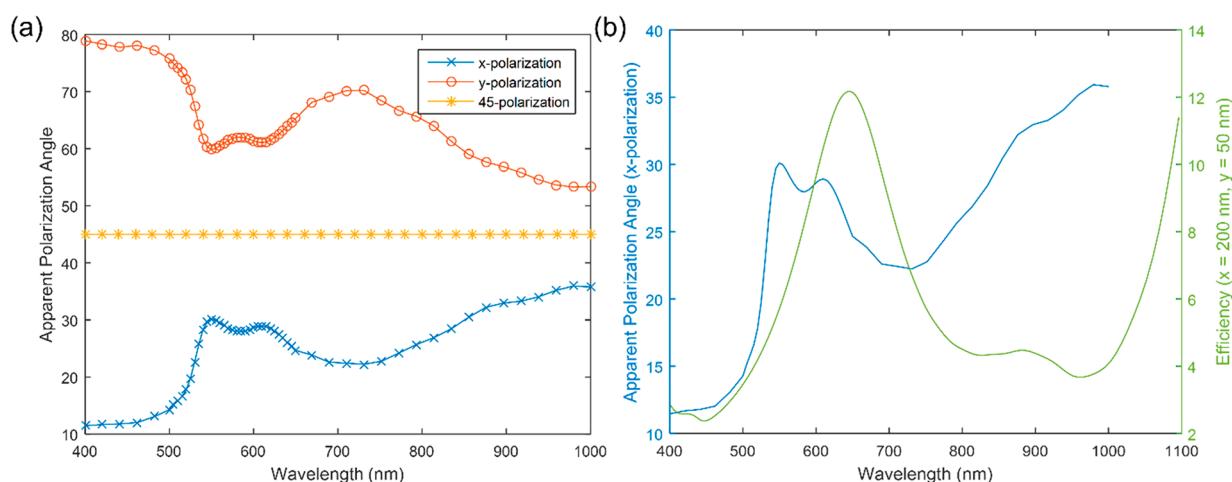 (a)
80
70
60
50
40
30
20
10
Apparent Polarization Angle
x-polarization
y-polarization
45-polarization
400 500 600 700 800 900 1000
Wavelength (nm)
(b)
40
35
30
25
20
15
10
Apparent Polarization Angle (x-polarization)
14
12
10
8
6
4
2
Efficiency (x = 200 nm, y = 50 nm)
400 500 600 700 800 900 1000 1100
Wavelength (nm)